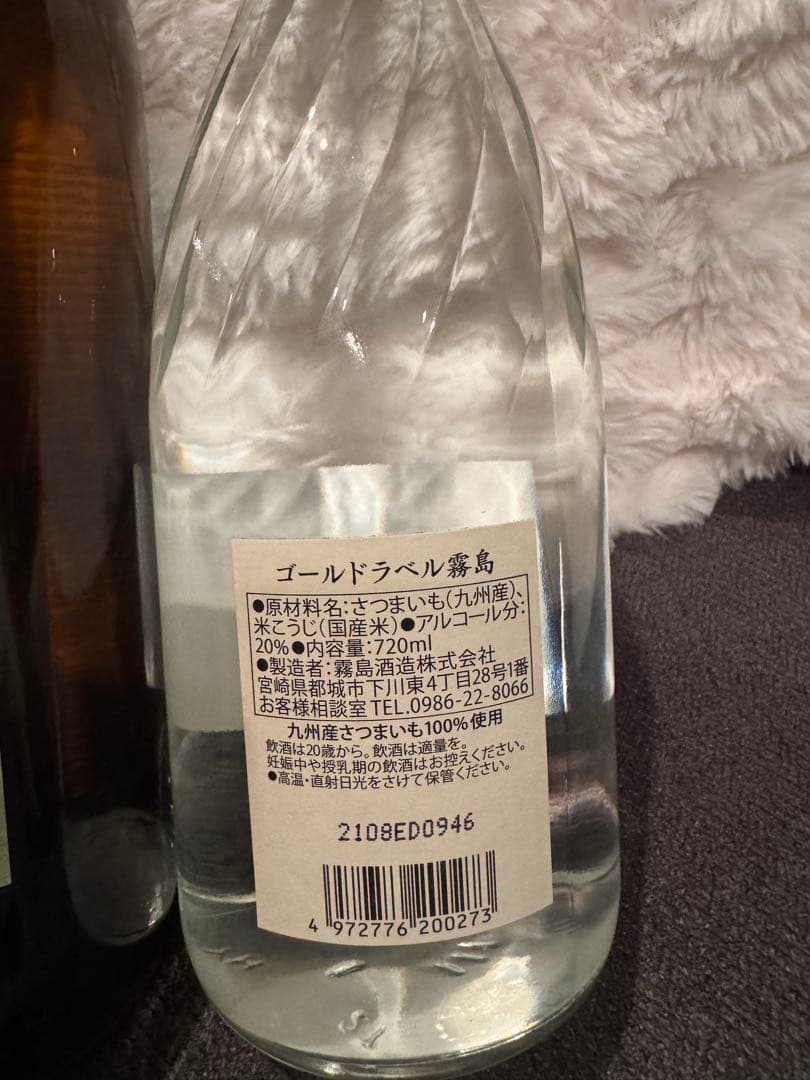 ゴールドラベル霧島
●原材料名:さつまいも(九州産)、
米こうじ(国産米)●アルコール分:
20%●内容量:720ml
●製造者:霧島酒造株式会社
宮崎県都城市下川東4丁目28号1番
お客様相談室 TEL.0986-22-8066
九州産さつまいも100%使用
飲酒は20歳から。飲酒は適量を。
妊娠中や授乳期の飲酒はお控えください。
●高温・直射日光をさけて保管ください。
2108ED0946
4 972776 200273